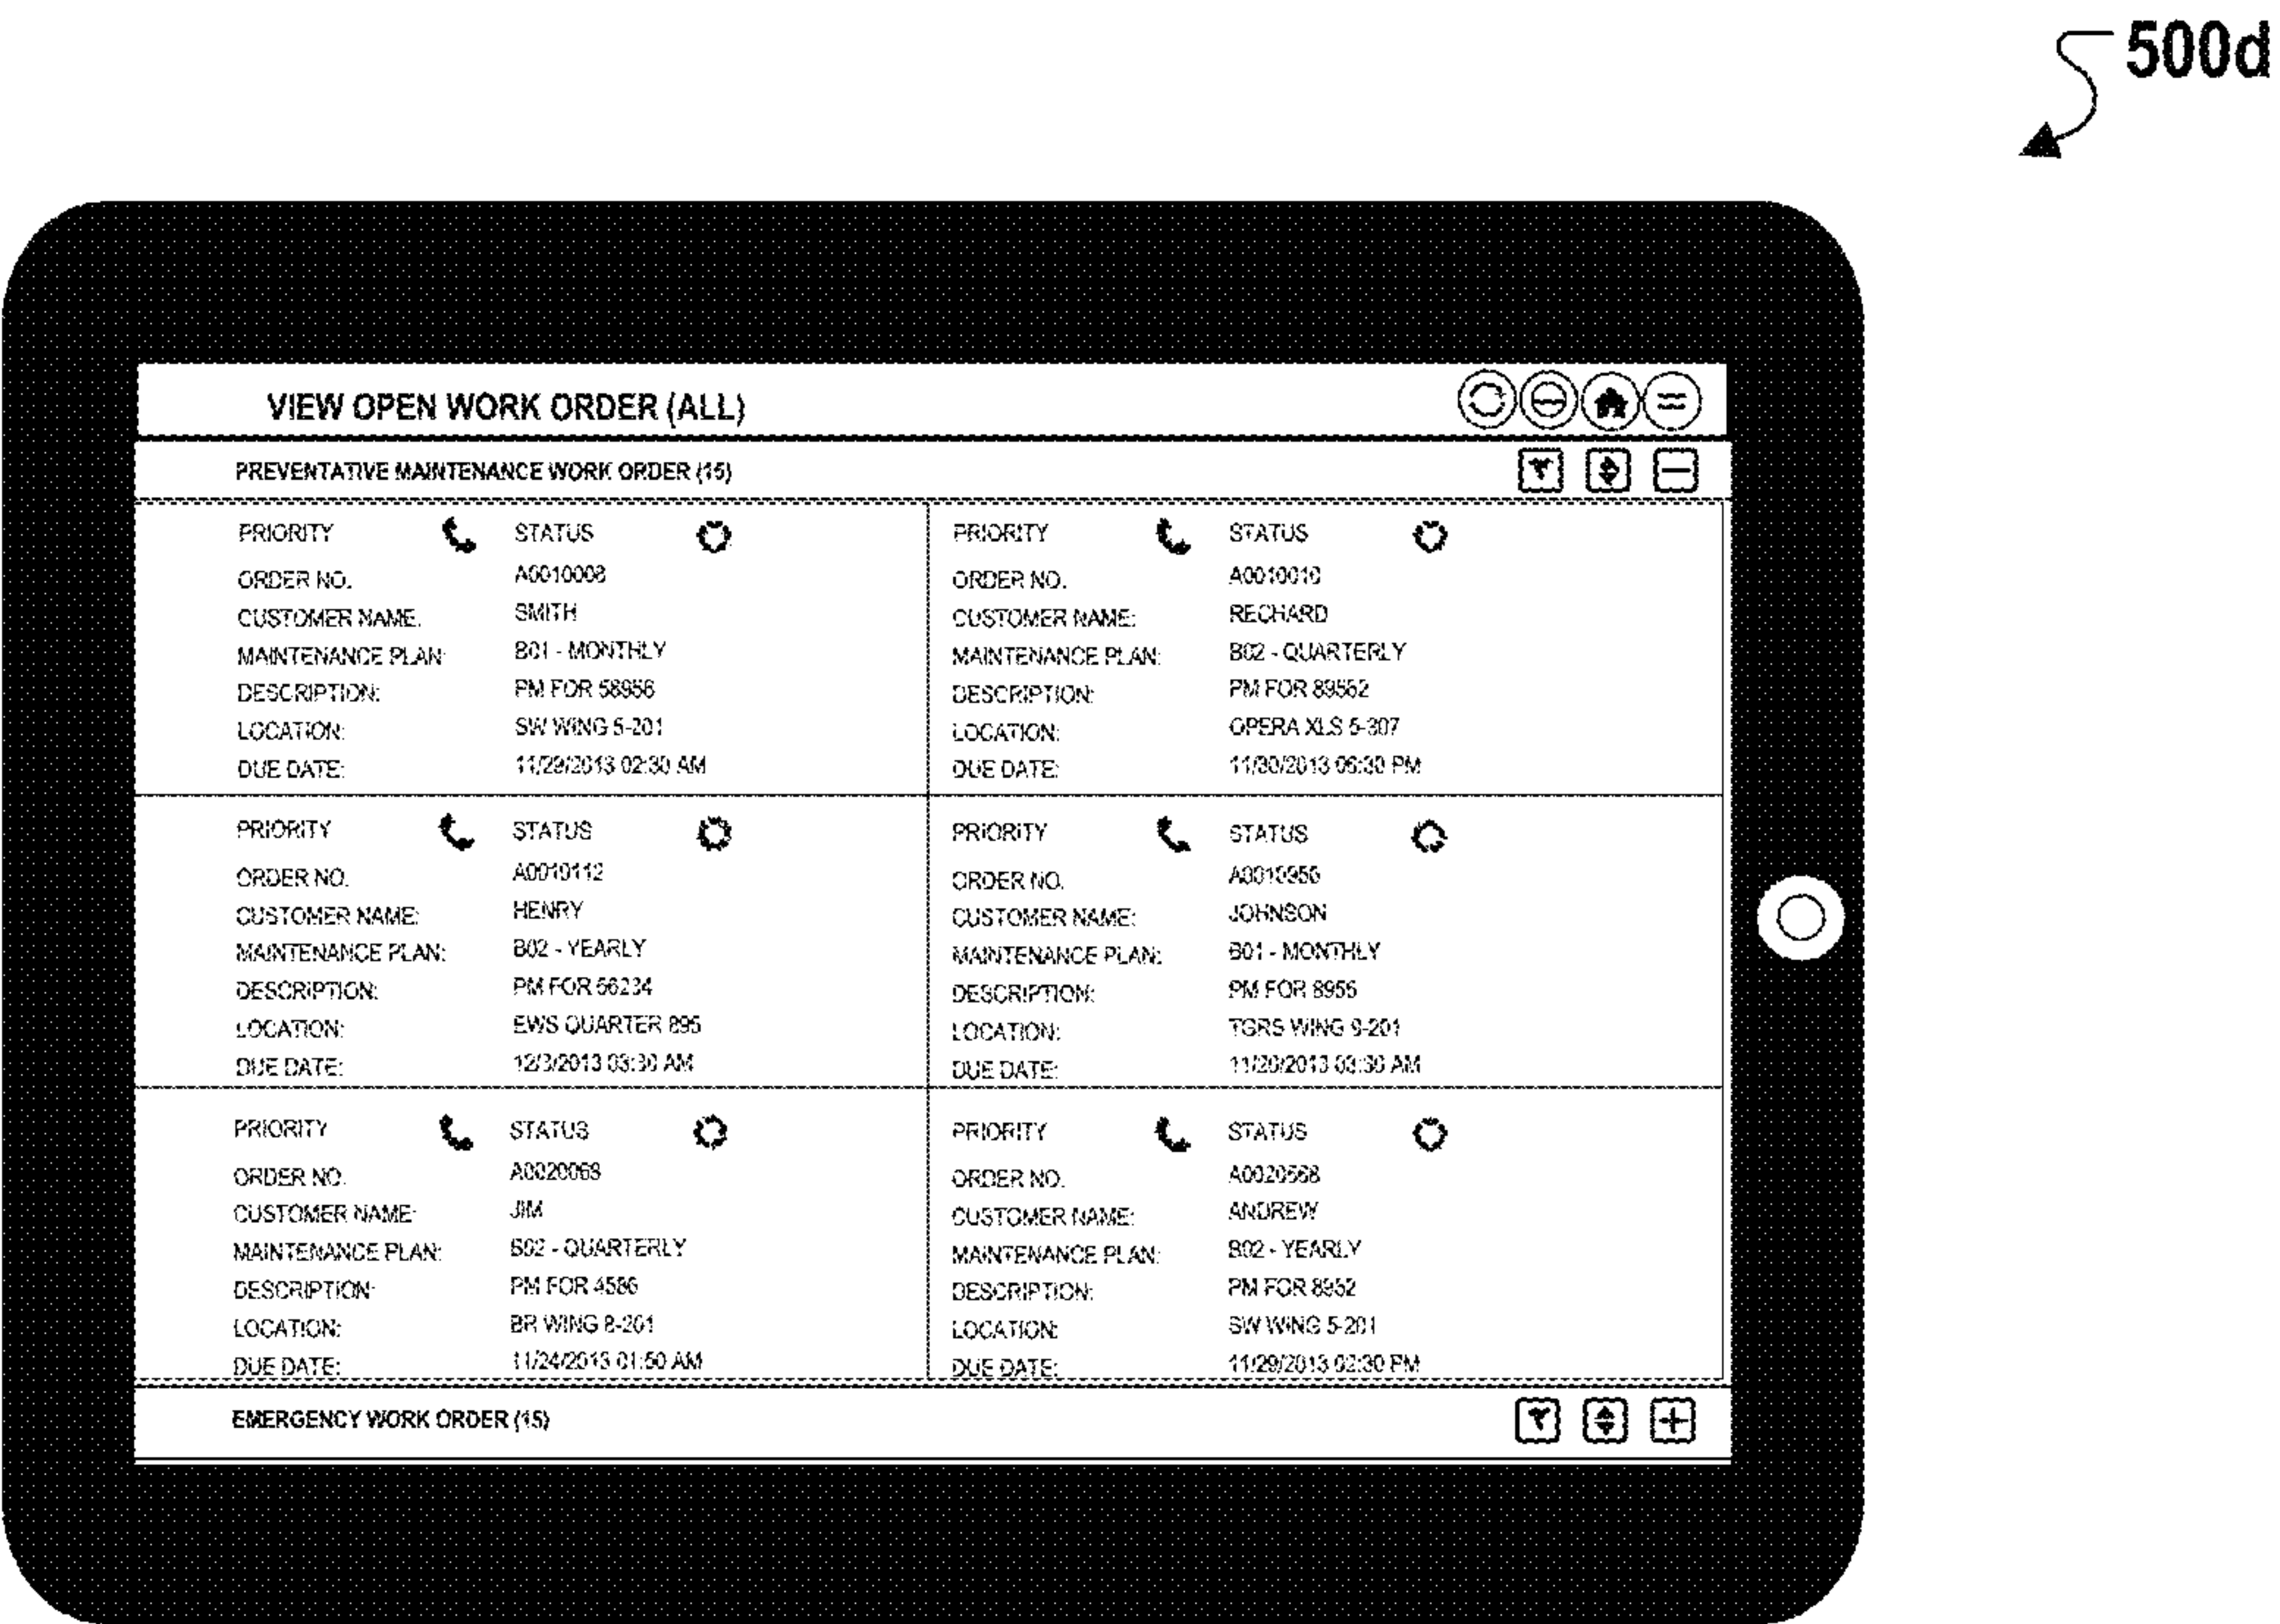 500d
VIEW OPEN WORK ORDER (ALL)
PREVENTATIVE MAINTENANCE WORK ORDER (15)
PRIORITY STATUS
ORDER NO. A0010008
CUSTOMER NAME. SMITH
MAINTENANCE PLAN: B01 - MONTHLY
DESCRIPTION: PM FOR 58956
LOCATION: SW WING 5-201
DUE DATE: 11/29/2013 02:30 AM
PRIORITY STATUS
ORDER NO. A0010010
CUSTOMER NAME: RECHARD
MAINTENANCE PLAN: B02 - QUARTERLY
DESCRIPTION: PM FOR
LOCATION: OPERA XLS 5-307
DUE DATE: 11/30/2013 06:30 PM
PRIORITY STATUS
ORDER NO. A0010112
CUSTOMER NAME: HENRY
MAINTENANCE PLAN: B02 - YEARLY
DESCRIPTION: PM FOR 56234
LOCATION: EWS QUARTER 895
DUE DATE: 12/3/2013 03:30 AM
PRIORITY STATUS
ORDER NO.
CUSTOMER NAME: JOHNSON
MAINTENANCE PLAN: B01 - MONTHLY
DESCRIPTION: PM FOR 8956
LOCATION: TGRS WING 9-201
DUE DATE: 03:30 AM
PRIORITY STATUS
ORDER NO.
CUSTOMER NAME: JIM
MAINTENANCE PLAN: B02 - QUARTERLY
DESCRIPTION: PM FOR 4586
LOCATION: BR WING 8-201
DUE DATE: 11/24/2013 01:50 AM
PRIORITY STATUS
ORDER NO. A0020568
CUSTOMER NAME: ANDREW
MAINTENANCE PLAN: B02 - YEARLY
DESCRIPTION: PM FOR 8952
LOCATION: SW WING 5-201
DUE DATE: 11/29/2013 02:30 PM
EMERGENCY WORK ORDER (15)